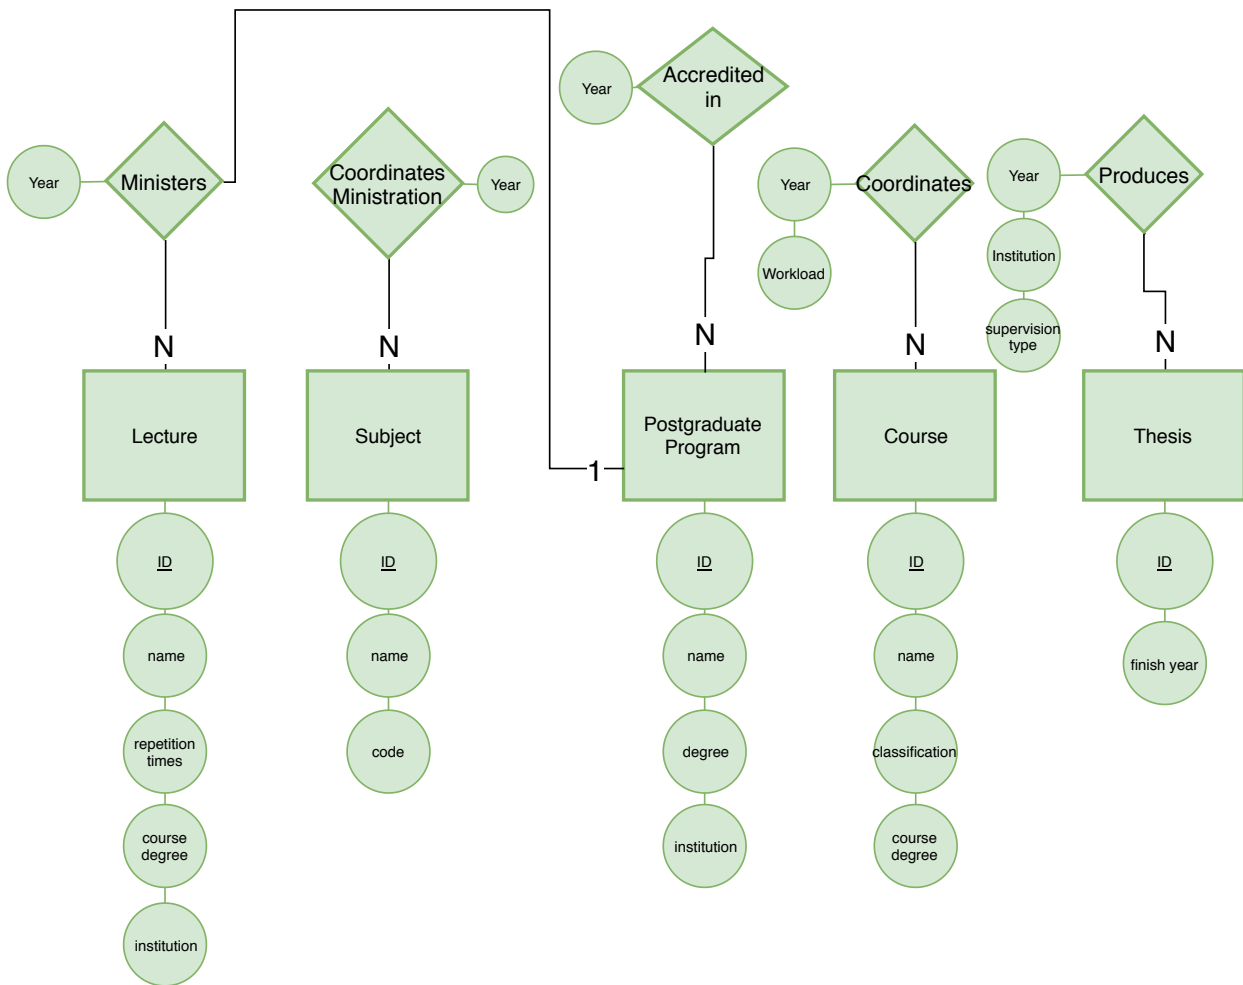 Year
Ministers
Coordinates
Ministration
Year
Year
Accredited
in
Year
Workload
Coordinates
Year
Institution
supervision
type
Produces
N
N
N
N
N
1
Lecture
Subject
Postgraduate
Program
Course
Thesis
ID
name
repetition
times
course
degree
institution
ID
name
code
ID
name
degree
institution
ID
name
classification
course
degree
ID
finish year